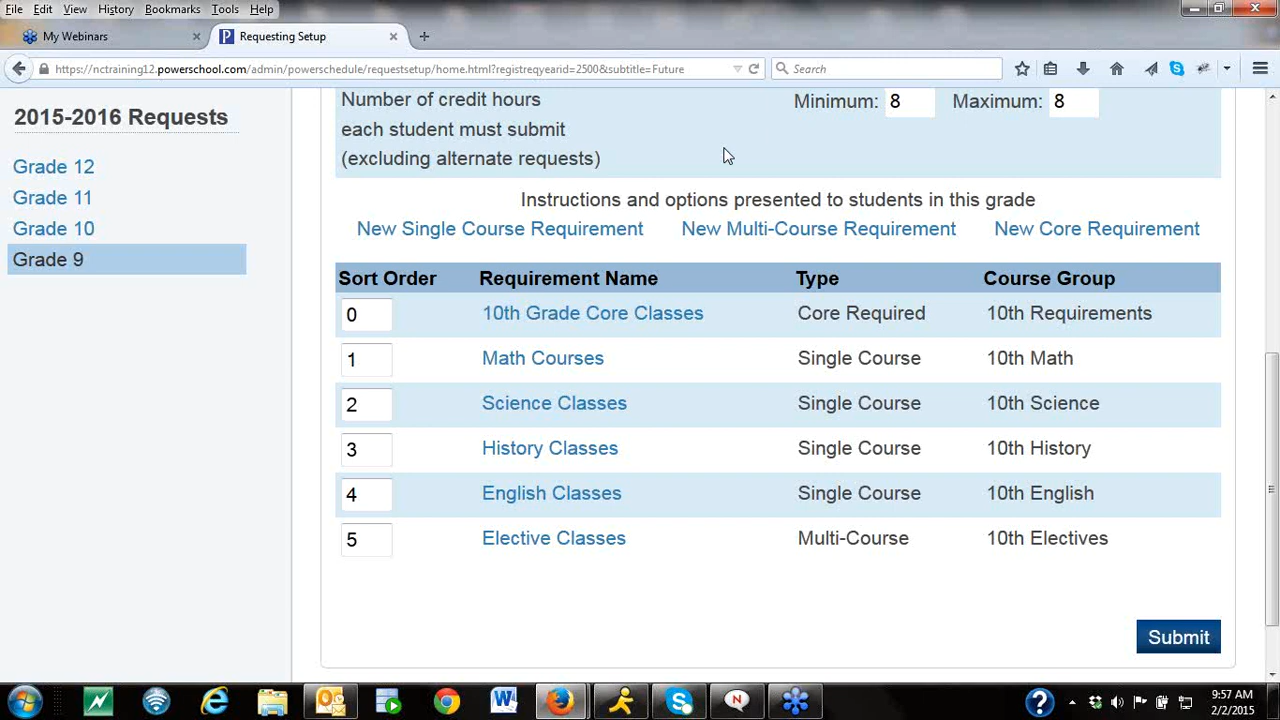 File Edit View History Bookmarks Tools Help
My Webinars × Requesting Setup × +
https://nctraining12.powerschool.com/admin/powerschedule/requestsetup/home.html?registreqyearid=2500&subtitle=Future Search
2015-2016 Requests
Grade 12
Grade 11
Grade 10
Grade 9
Number of credit hours Minimum: 8 Maximum: 8
each student must submit
(excluding alternate requests)
Instructions and options presented to students in this grade
New Single Course Requirement New Multi-Course Requirement New Core Requirement
Sort Order Requirement Name Type Course Group
0 10th Grade Core Classes Core Required 10th Requirements
1 Math Courses Single Course 10th Math
2 Science Classes Single Course 10th Science
3 History Classes Single Course 10th History
4 English Classes Single Course 10th English
5 Elective Classes Multi-Course 10th Electives
Submit
9:57 AM
2/2/2015